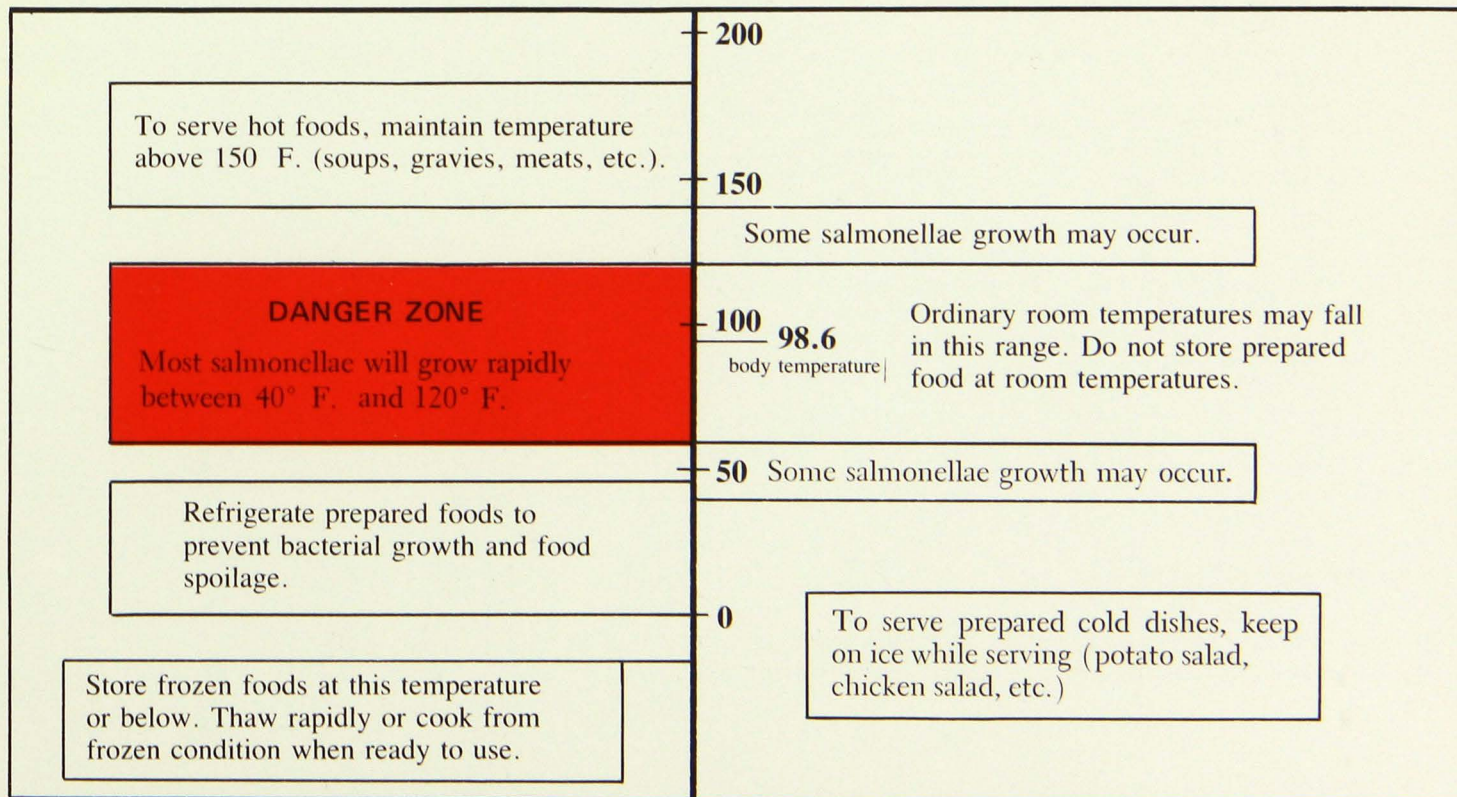 200
To serve hot foods, maintain temperature
above 150 F. (soups, gravies, meats, etc.).
150
Some salmonellae growth may occur.
DANGER ZONE
Most salmonellae will grow rapidly
between 40° F. and 120° F.
100
98.6
body temperature
Ordinary room temperatures may fall
in this range. Do not store prepared
food at room temperatures.
50
Some salmonellae growth may occur.
Refrigerate prepared foods to
prevent bacterial growth and food
spoilage.
0
To serve prepared cold dishes, keep
on ice while serving (potato salad,
chicken salad, etc.)
Store frozen foods at this temperature
or below. Thaw rapidly or cook from
frozen condition when ready to use.